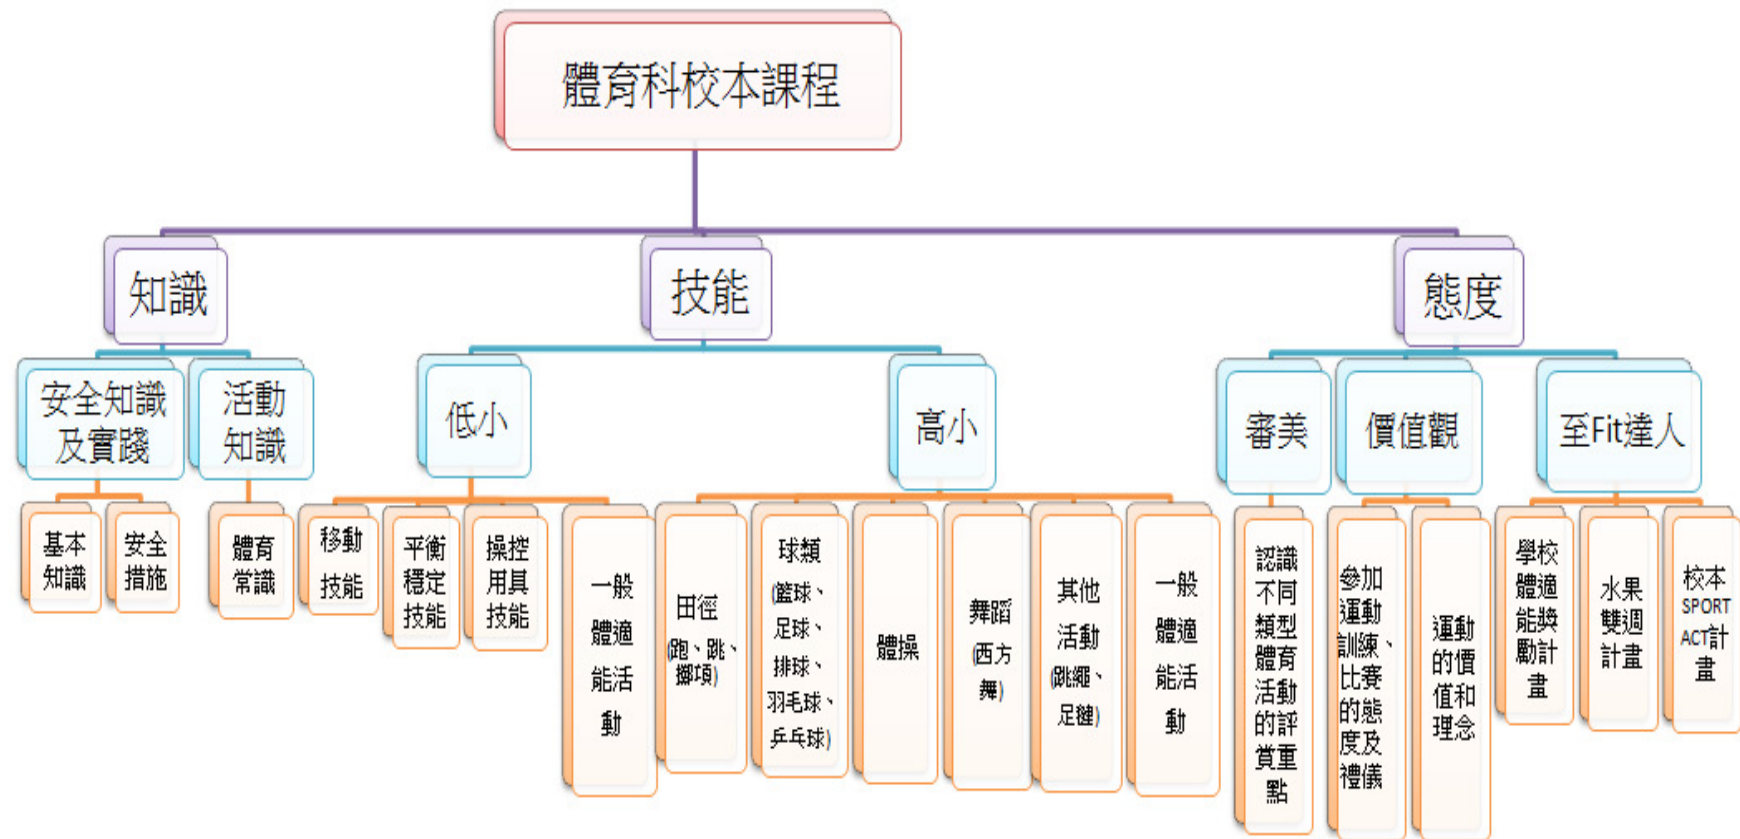 體育科校本課程
知識
技能
態度
安全知識
及實踐
活動
知識
低小
高小
審美
價值觀
至Fit達人
基本
知識
安全
措施
體育
常識
移動
技能
平衡
穩定
技能
操控
用具
技能
一般
體適
能活
動
田徑
(跑、跳、
擲項)
球類
(籃球、
足球、
排球、
羽毛球、
乒乓球)
體操
舞蹈
(西方
舞)
其他
活動
(跳繩、
足毽)
一般
體適
能活
動
認識
不同
類型
體育
活動
的評
賞重
點
參加
運動
訓練、
比賽
的態
度及
禮儀
運動
的價
值和
理念
學校
體適
能獎
勵計
畫
水果
雙週
計畫
校本
SPORT
ACT計
畫